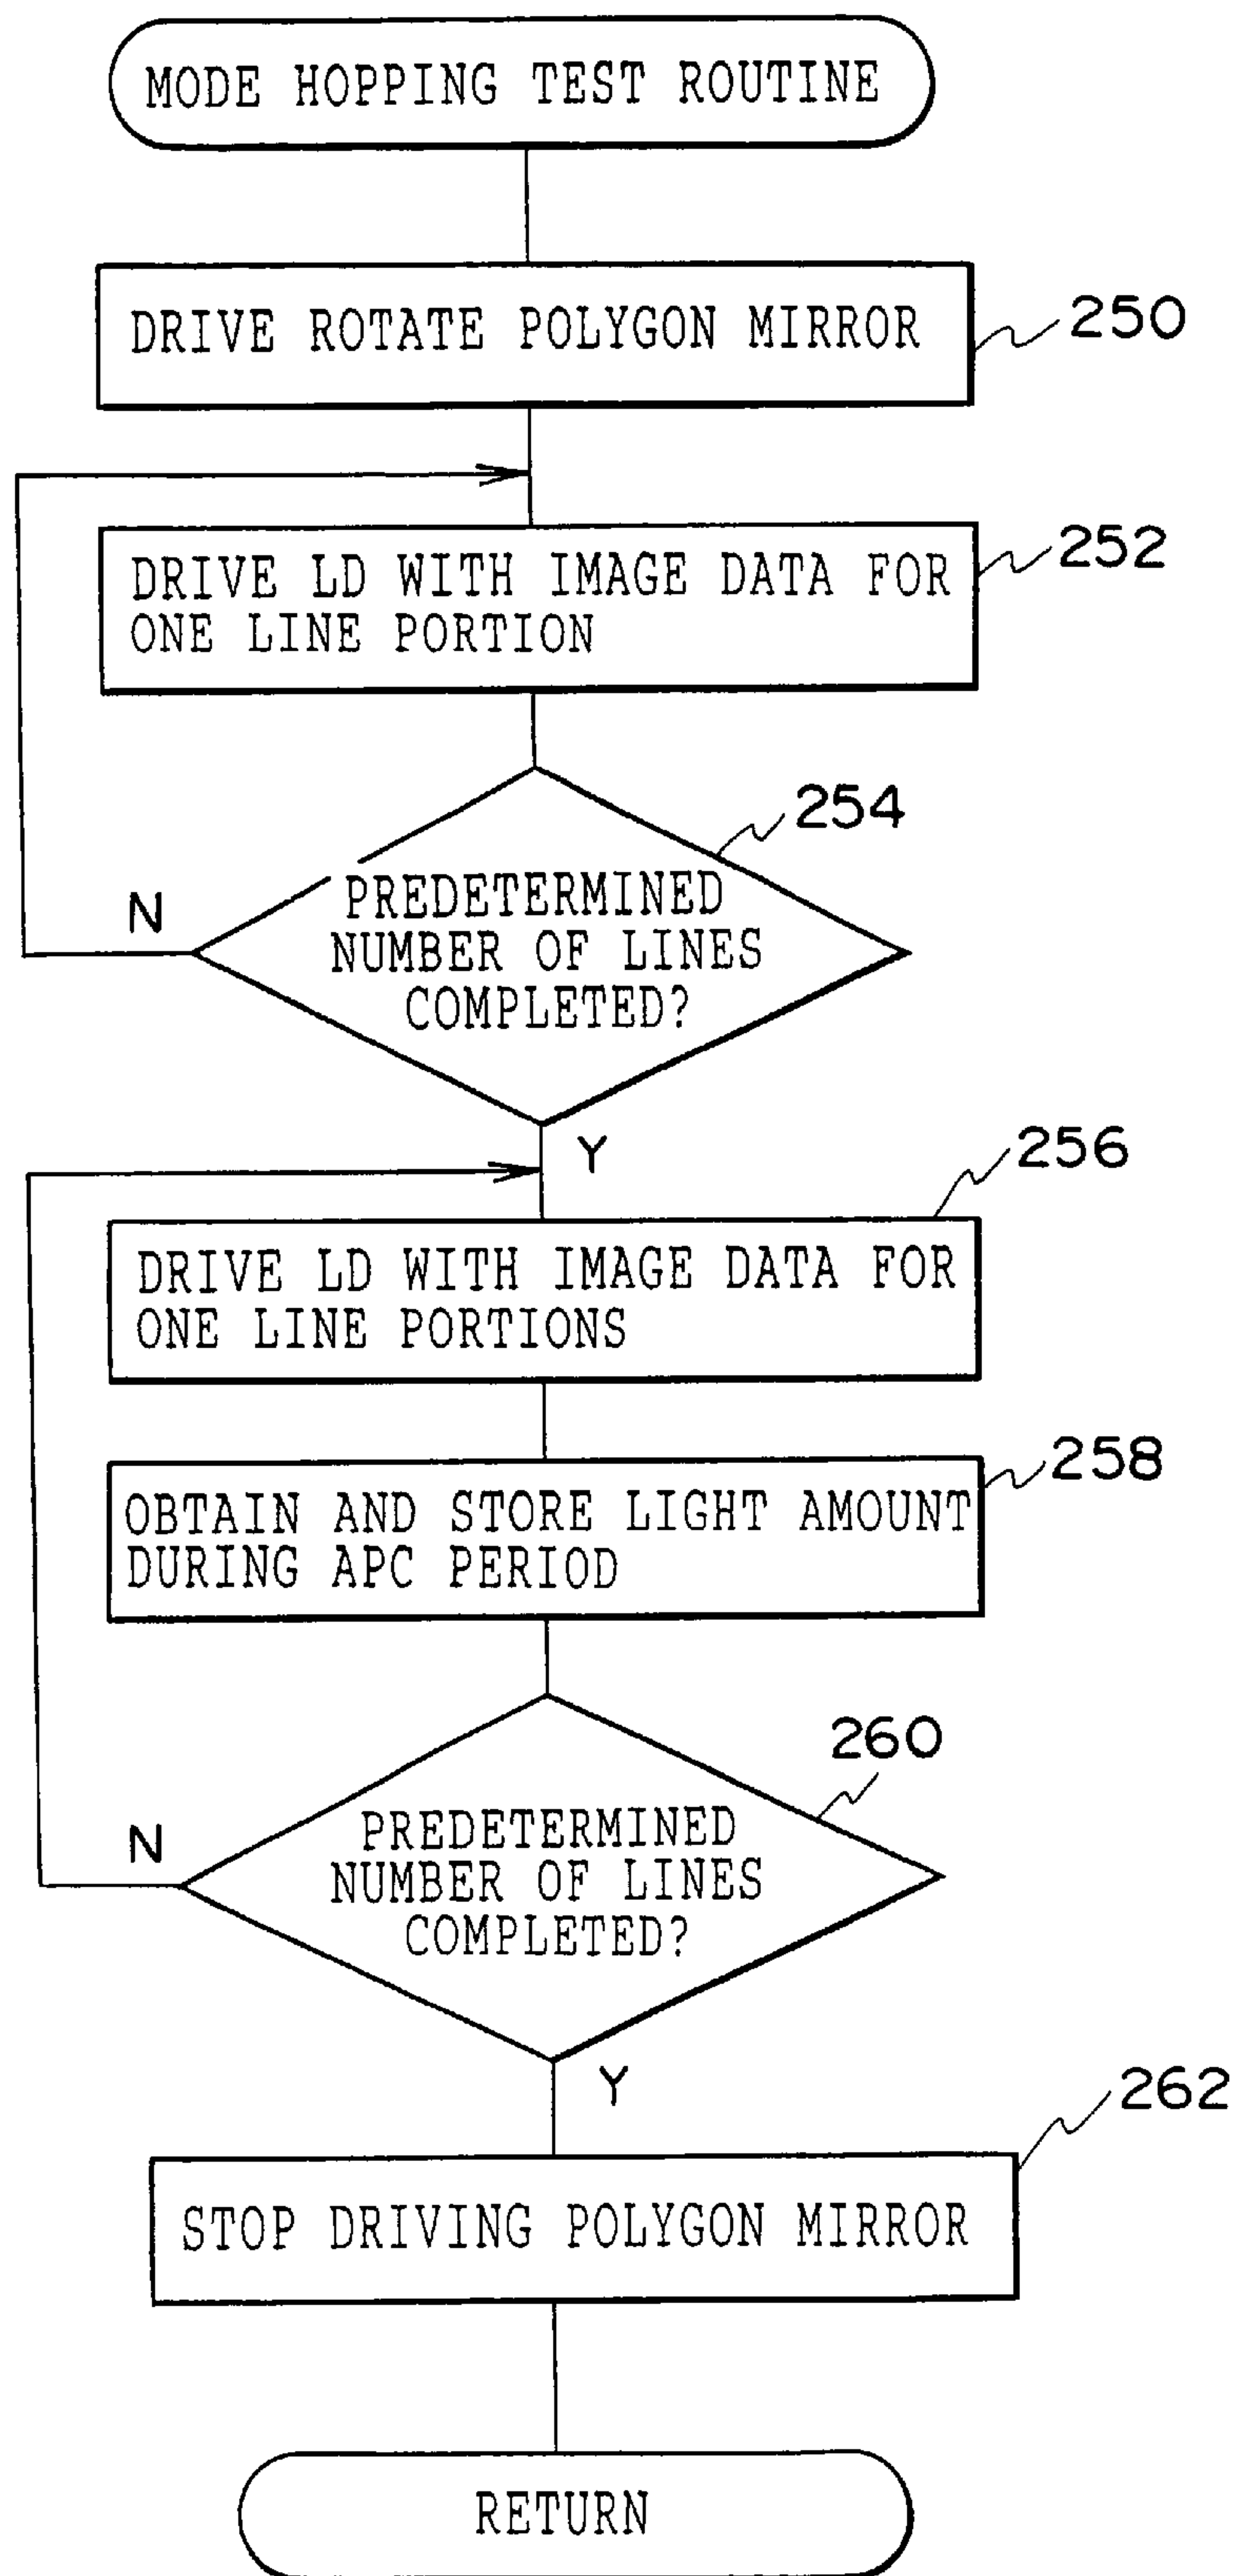 MODE HOPPING TEST ROUTINE
DRIVE ROTATE POLYGON MIRROR
250
DRIVE LD WITH IMAGE DATA FOR
ONE LINE PORTION
252
254
PREDETERMINED
NUMBER OF LINES
COMPLETED?
N
Y
256
DRIVE LD WITH IMAGE DATA FOR
ONE LINE PORTIONS
258
OBTAIN AND STORE LIGHT AMOUNT
DURING APC PERIOD
260
PREDETERMINED
NUMBER OF LINES
COMPLETED?
N
Y
262
STOP DRIVING POLYGON MIRROR
RETURN